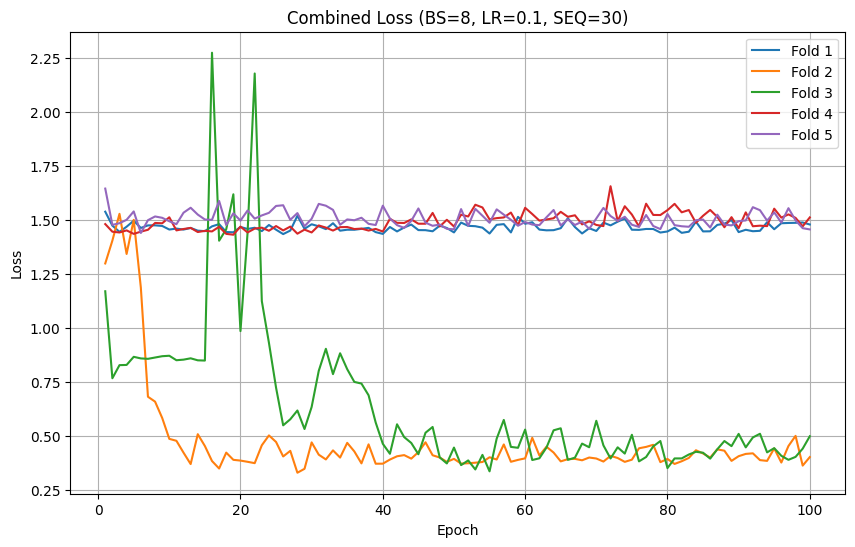 Combined Loss (BS=8, LR=0.1, SEQ=30)
Loss
2.25
2.00
1.75
1.50
1.25
1.00
0.75
0.50
0.25
Fold 1
Fold 2
Fold 3
Fold 4
Fold 5
0 20 40 60 80 100
Epoch